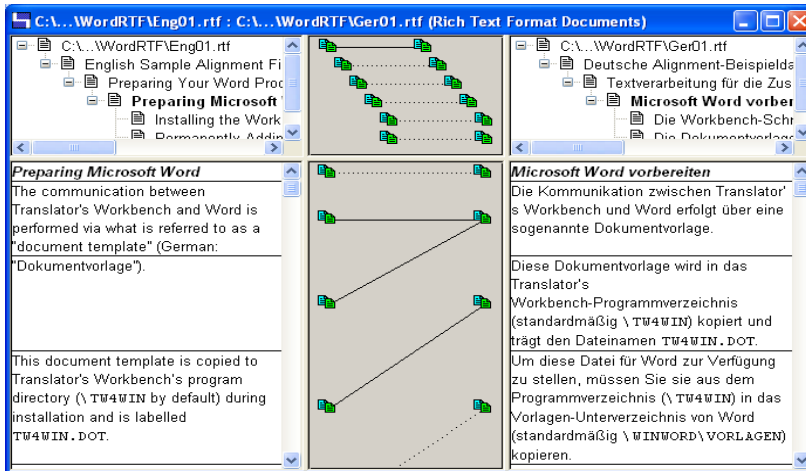 C:\...\WordRTF\Eng01.rtf : C:\...\WordRTF\Ger01.rtf (Rich Text Format Documents)
C:\...\WordRTF\Eng01.rtf
English Sample Alignment Fi
Preparing Your Word Proc
Preparing Microsoft
Installing the Work
Permanently Addin
C:\...\WordRTF\Ger01.rtf
Deutsche Alignment-Beispielda
Textverarbeitung für die Zus
Microsoft Word vorber
Die Workbench-Schr
Die Dokumentvorlage
Preparing Microsoft Word
The communication between
Translator's Workbench and Word is
performed via what is referred to as a
"document template" (German:
"Dokumentvorlage").
This document template is copied to
Translator's Workbench's program
directory (\TW4WIN by default) during
installation and is labelled
TW4WIN.DOT.
Microsoft Word vorbereiten
Die Kommunikation zwischen Translator'
s Workbench und Word erfolgt über eine
sogenannte Dokumentvorlage.
Diese Dokumentvorlage wird in das
Translator's
Workbench-Programmverzeichnis
(standardmäßig \TW4WIN) kopiert und
trägt den Dateinamen TW4WIN.DOT.
Um diese Datei für Word zur Verfügung
zu stellen, müssen Sie sie aus dem
Programmverzeichnis (\TW4WIN) in das
Vorlagen-Unterverzeichnis von Word
(standardmäßig \WINWORD\VORLAGEN)
kopieren.